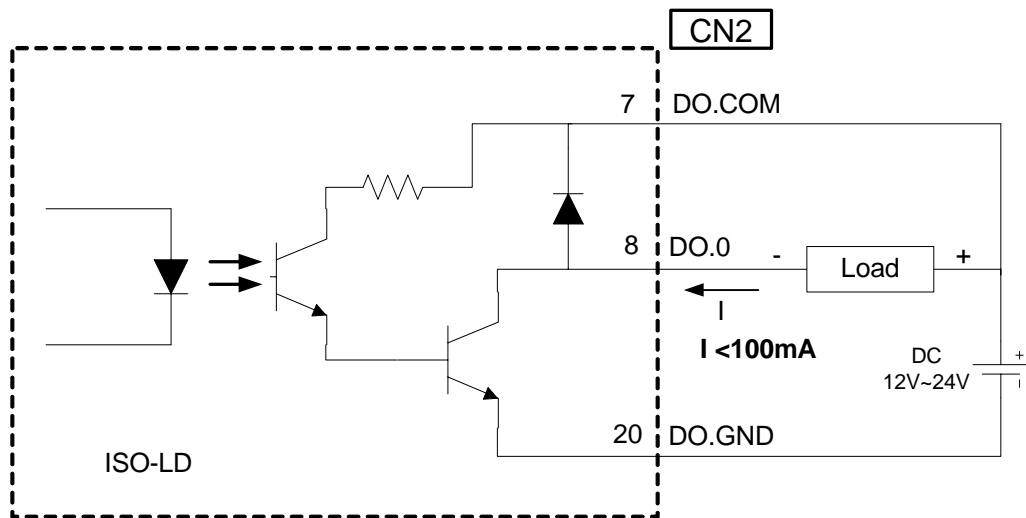 CN2
7 DO.COM
8 DO.0
- Load +
I
I <100mA
DC
12V~24V
+
-
20 DO.GND
ISO-LD